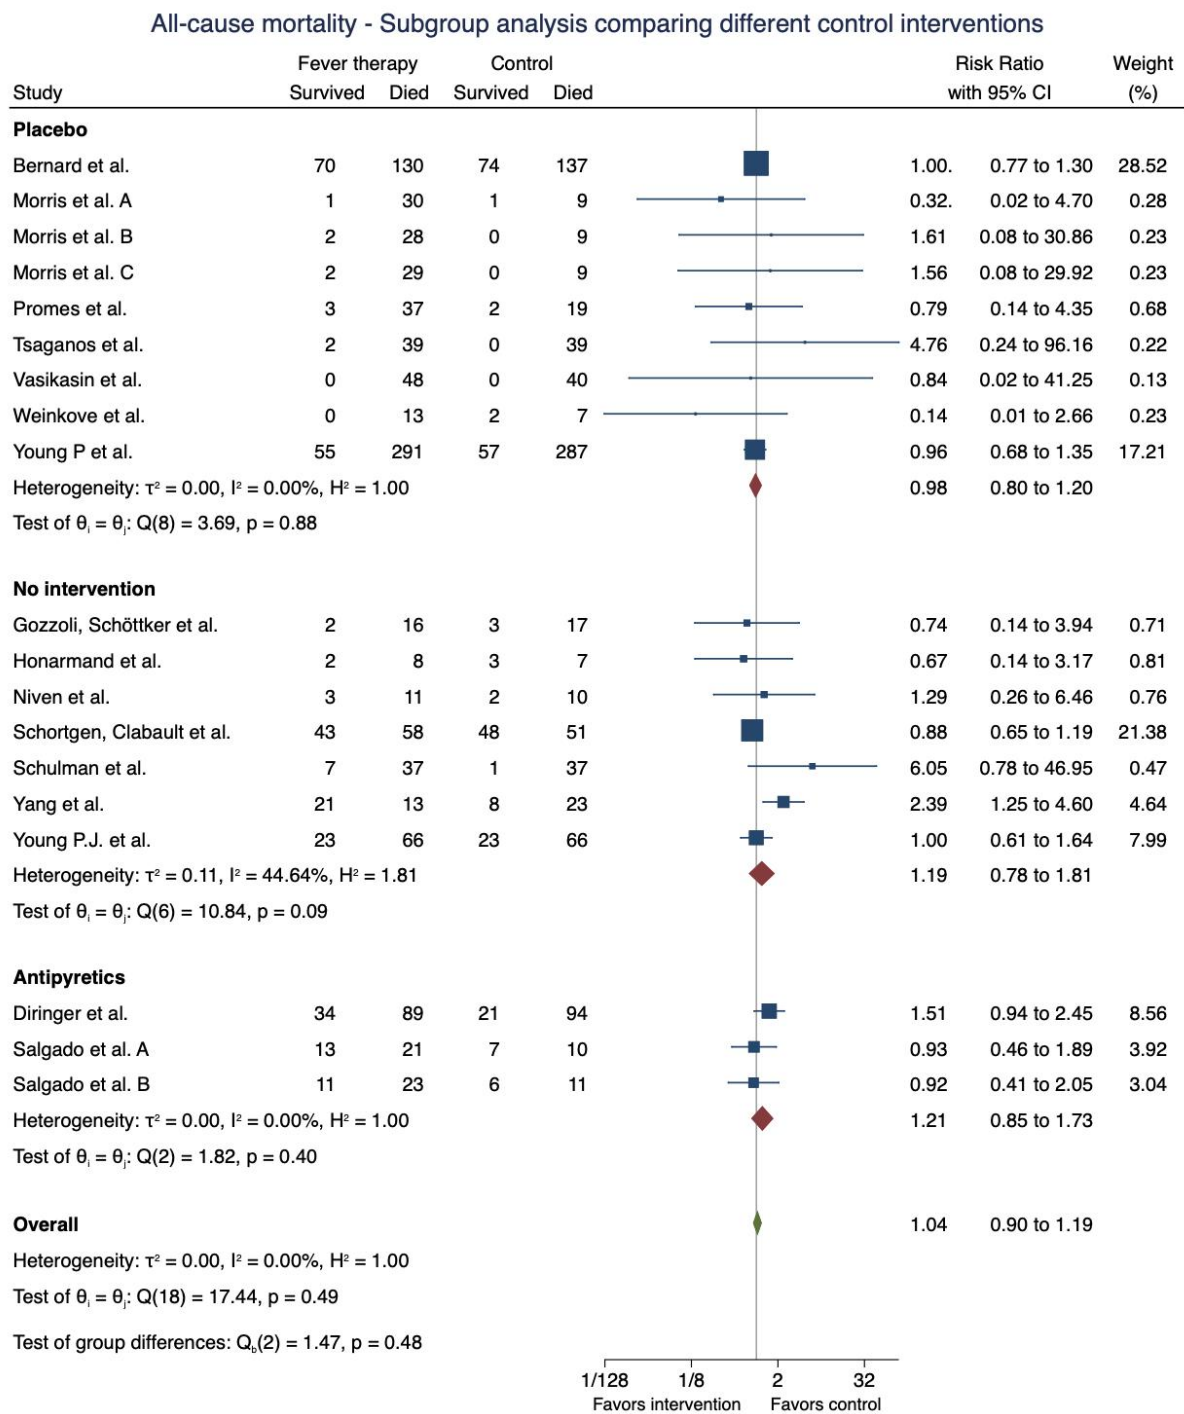 All-cause mortality - Subgroup analysis comparing different control interventions
Fever therapy Control Risk Ratio Weight
Study Survived Died Survived Died with 95% CI (%)
Placebo
Bernard et al. 70 130 74 137 1.00. 0.77 to 1.30 28.52
Morris et al. A 1 30 1 9 0.32. 0.02 to 4.70 0.28
Morris et al. B 2 28 0 9 1.61 0.08 to 30.86 0.23
Morris et al. C 2 29 0 9 1.56 0.08 to 29.92 0.23
Promes et al. 3 37 2 19 0.79 0.14 to 4.35 0.68
Tsaganos et al. 2 39 0 39 4.76 0.24 to 96.16 0.22
Vasikasin et al. 0 48 0 40 0.84 0.02 to 41.25 0.13
Weinkove et al. 0 13 2 7 0.14 0.01 to 2.66 0.23
Young P et al. 55 291 57 287 0.96 0.68 to 1.35 17.21
Heterogeneity: τ² = 0.00, I² = 0.00%, H² = 1.00 0.98 0.80 to 1.20
Test of θᵢ = θⱼ: Q(8) = 3.69, p = 0.88
No intervention
Gozzoli, Schöttker et al. 2 16 3 17 0.74 0.14 to 3.94 0.71
Honarmand et al. 2 8 3 7 0.67 0.14 to 3.17 0.81
Niven et al. 3 11 2 10 1.29 0.26 to 6.46 0.76
Schortgen, Clabault et al. 43 58 48 51 0.88 0.65 to 1.19 21.38
Schulman et al. 7 37 1 37 6.05 0.78 to 46.95 0.47
Yang et al. 21 13 8 23 2.39 1.25 to 4.60 4.64
Young P.J. et al. 23 66 23 66 1.00 0.61 to 1.64 7.99
Heterogeneity: τ² = 0.11, I² = 44.64%, H² = 1.81 1.19 0.78 to 1.81
Test of θᵢ = θⱼ: Q(6) = 10.84, p = 0.09
Antipyretics
Diringer et al. 34 89 21 94 1.51 0.94 to 2.45 8.56
Salgado et al. A 13 21 7 10 0.93 0.46 to 1.89 3.92
Salgado et al. B 11 23 6 11 0.92 0.41 to 2.05 3.04
Heterogeneity: τ² = 0.00, I² = 0.00%, H² = 1.00 1.21 0.85 to 1.73
Test of θᵢ = θⱼ: Q(2) = 1.82, p = 0.40
Overall 1.04 0.90 to 1.19
Heterogeneity: τ² = 0.00, I² = 0.00%, H² = 1.00
Test of θᵢ = θⱼ: Q(18) = 17.44, p = 0.49
Test of group differences: Q_b(2) = 1.47, p = 0.48
1/128 1/8 2 32
Favors intervention Favors control